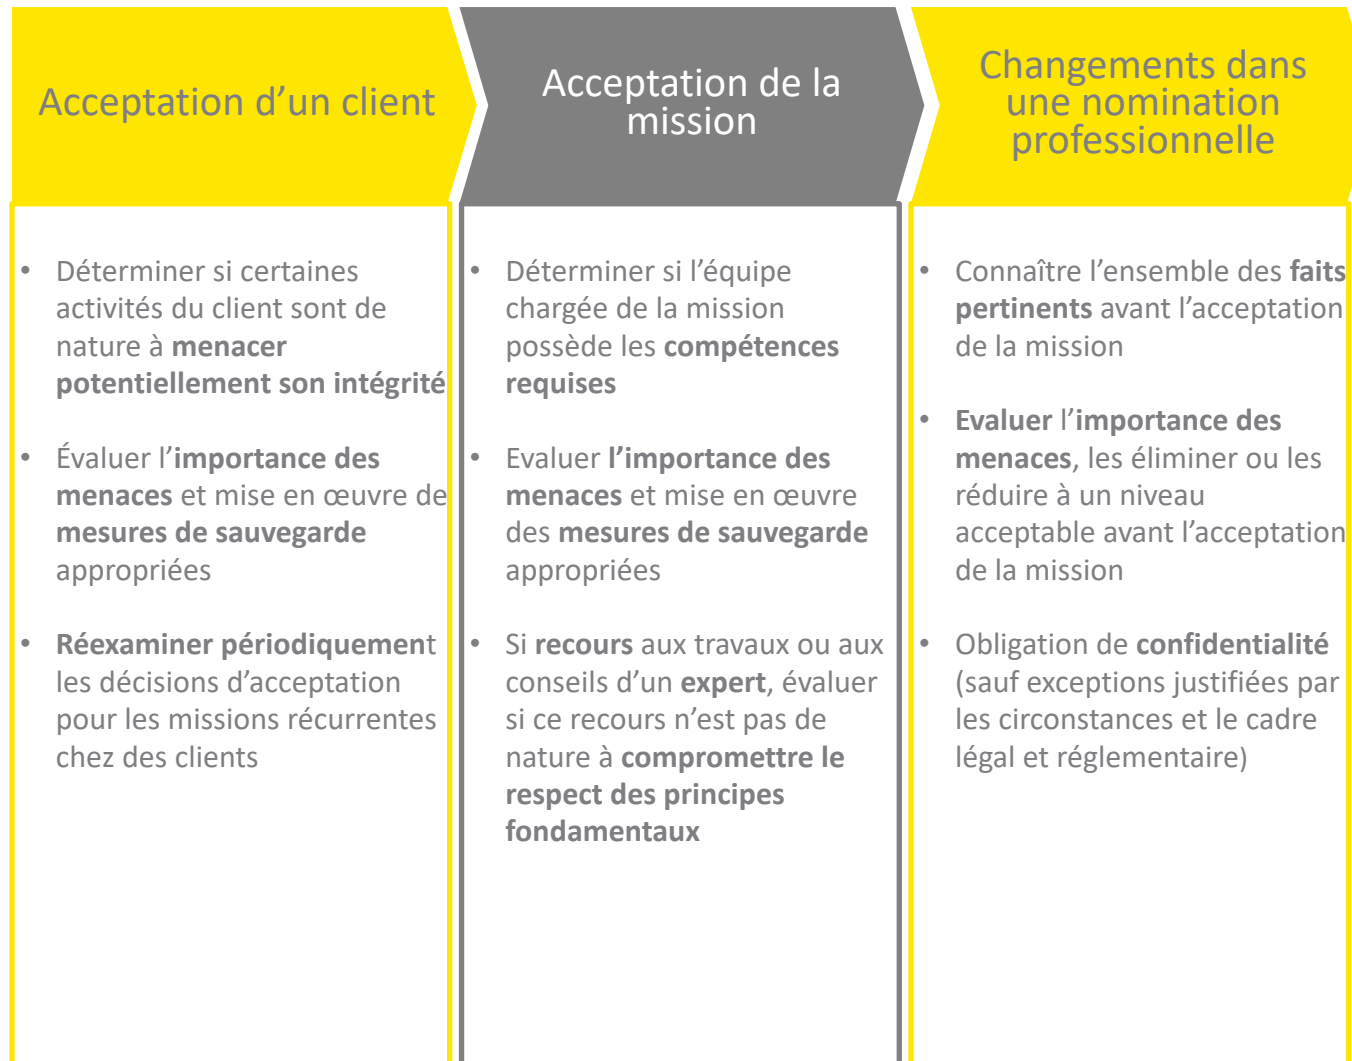 Acceptation d’un client
• Déterminer si certaines
activités du client sont de
nature à menacer
potentiellement son intégrité
• Évaluer l’importance des
menaces et mise en œuvre de
mesures de sauvegarde
appropriées
• Réexaminer périodiquement
les décisions d’acceptation
pour les missions récurrentes
chez des clients
Acceptation de la
mission
• Déterminer si l’équipe
chargée de la mission
possède les compétences
requises
• Evaluer l’importance des
menaces et mise en œuvre
des mesures de sauvegarde
appropriées
• Si recours aux travaux ou aux
conseils d’un expert, évaluer
si ce recours n’est pas de
nature à compromettre le
respect des principes
fondamentaux
Changements dans
une nomination
professionnelle
• Connaître l’ensemble des faits
pertinents avant l’acceptation
de la mission
• Evaluer l’importance des
menaces, les éliminer ou les
réduire à un niveau
acceptable avant l’acceptation
de la mission
• Obligation de confidentialité
(sauf exceptions justifiées par
les circonstances et le cadre
légal et réglementaire)